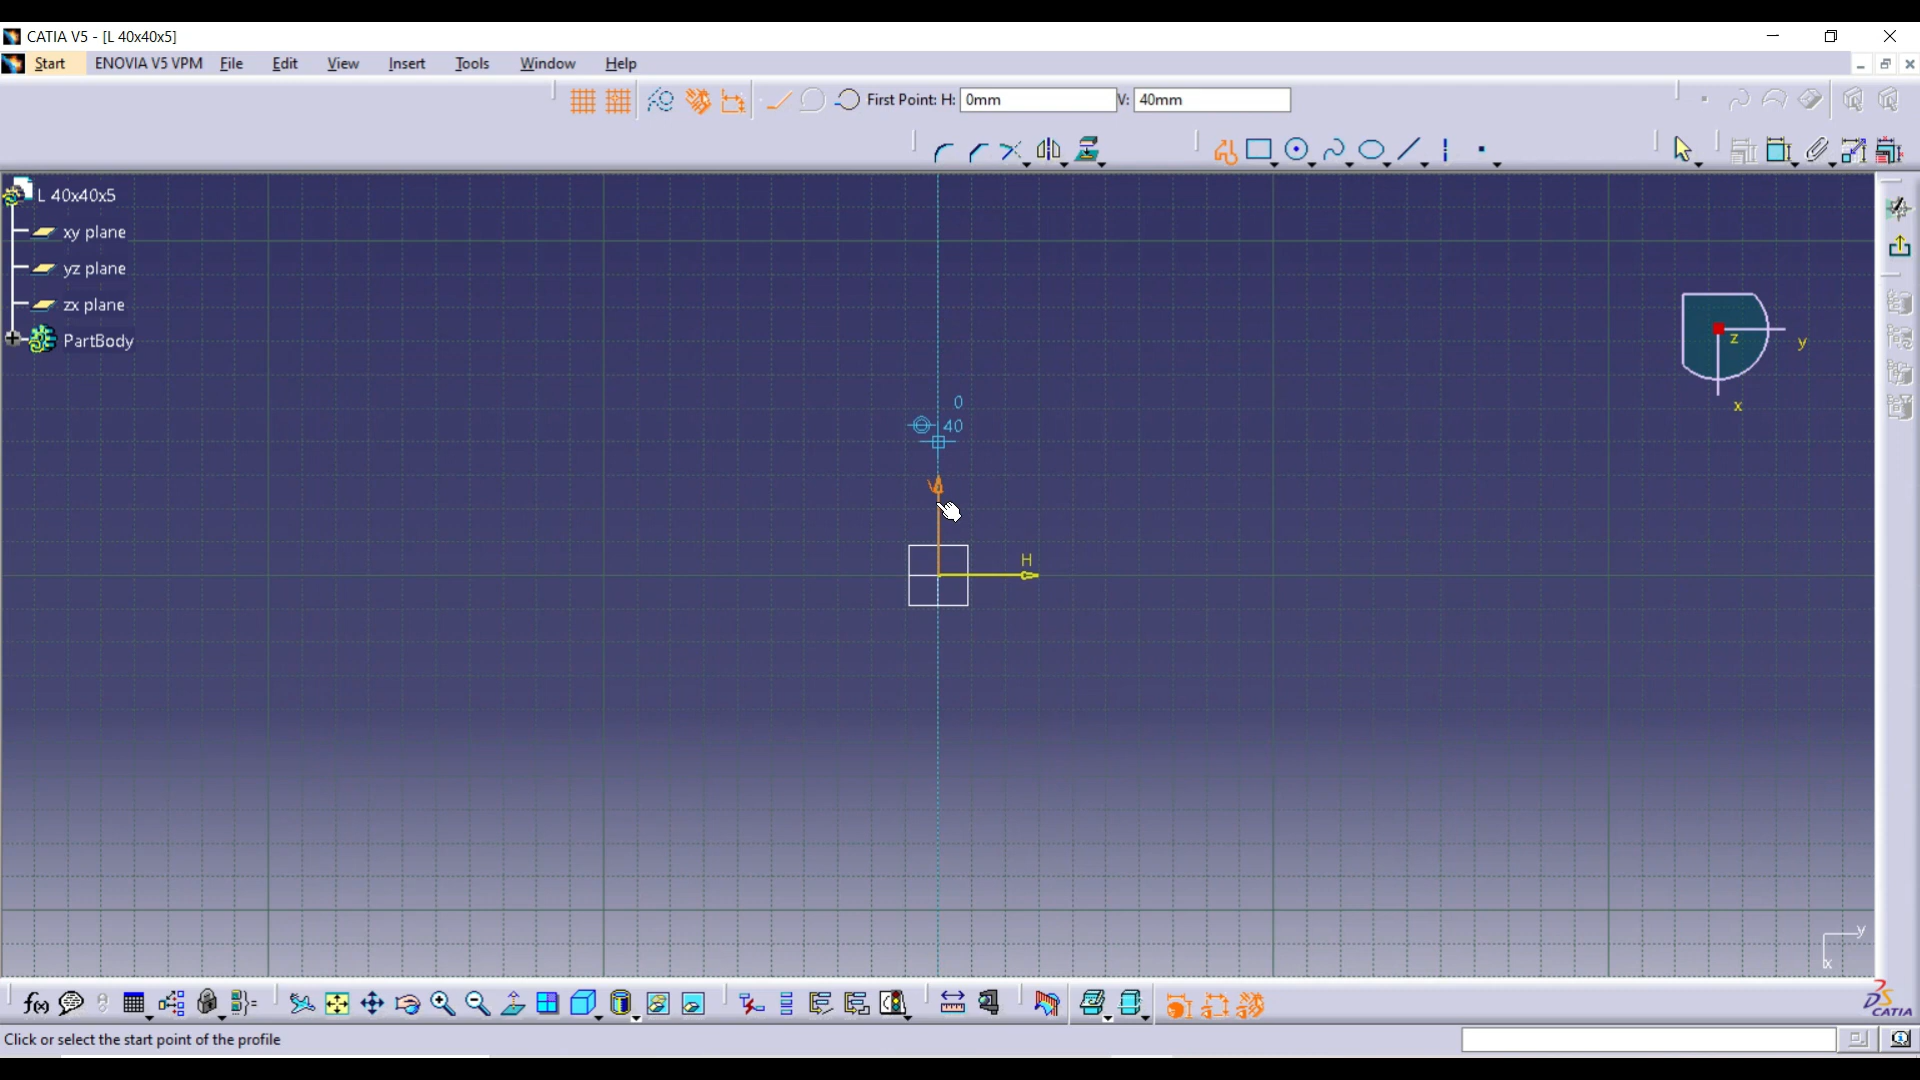 CATIA V5 - [L 40x40x5]
Start ENOVIA V5 VPM File Edit View Insert Tools Window Help
First Point: H: 0mm V: 40mm
L 40x40x5
xy plane
yz plane
zx plane
PartBody
0
40
V
H
z
y
x
y
x
f(x)
DS CATIA
Click or select the start point of the profile